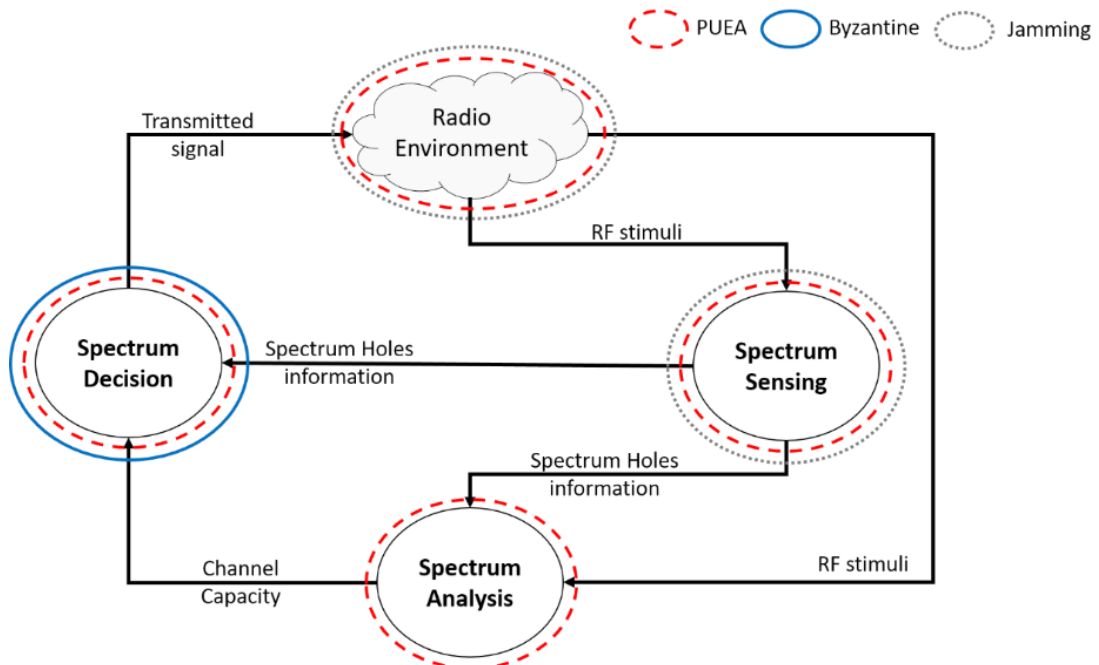 PUEA
Byzantine
Jamming
Transmitted
signal
Radio
Environment
RF stimuli
Spectrum
Decision
Spectrum Holes
information
Spectrum
Sensing
Spectrum Holes
information
Channel
Capacity
Spectrum
Analysis
RF stimuli